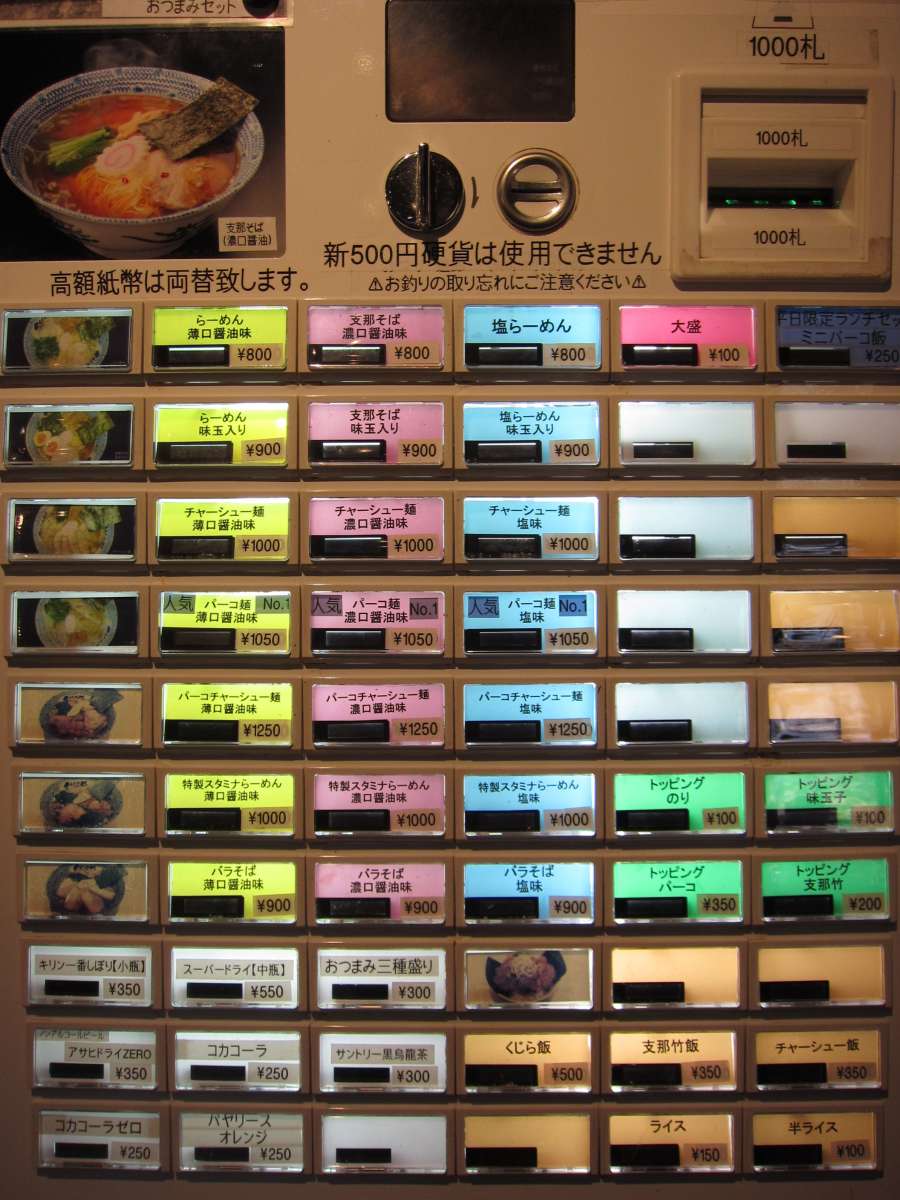 おつまみセット
1000札
1000札
1000札
支那そば
(濃口醤油)
新500円硬貨は使用できません
高額紙幣は両替致します。
⚠お釣りの取り忘れにご注意ください⚠
らーめん
薄口醤油味
¥800
支那そば
濃口醤油味
¥800
塩らーめん
¥800
大盛
¥100
平日限定ランチセット
ミニパーコ飯
¥250
らーめん
味玉入り
¥900
支那そば
味玉入り
¥900
塩らーめん
味玉入り
¥900
チャーシュー麺
薄口醤油味
¥1000
チャーシュー麺
濃口醤油味
¥1000
チャーシュー麺
塩味
¥1000
人気 パーコ麺 No.1
薄口醤油味
¥1050
人気 パーコ麺 No.1
濃口醤油味
¥1050
人気 パーコ麺 No.1
塩味
¥1050
パーコチャーシュー麺
薄口醤油味
¥1250
パーコチャーシュー麺
濃口醤油味
¥1250
パーコチャーシュー麺
塩味
¥1250
特製スタミナらーめん
薄口醤油味
¥1000
特製スタミナらーめん
濃口醤油味
¥1000
特製スタミナらーめん
塩味
¥1000
トッピング
のり
¥100
トッピング
味玉子
¥100
バラそば
薄口醤油味
¥900
バラそば
濃口醤油味
¥900
バラそば
塩味
¥900
トッピング
パーコ
¥350
トッピング
支那竹
¥200
キリン一番しぼり【小瓶】
¥350
スーパードライ【中瓶】
¥550
おつまみ三種盛り
¥300
ノンアルコールビール
アサヒドライZERO
¥350
コカコーラ
¥250
サントリー黒烏龍茶
¥300
くじら飯
¥500
支那竹飯
¥350
チャーシュー飯
¥350
コカコーラゼロ
¥250
バヤリース
オレンジ
¥250
ライス
¥150
半ライス
¥100